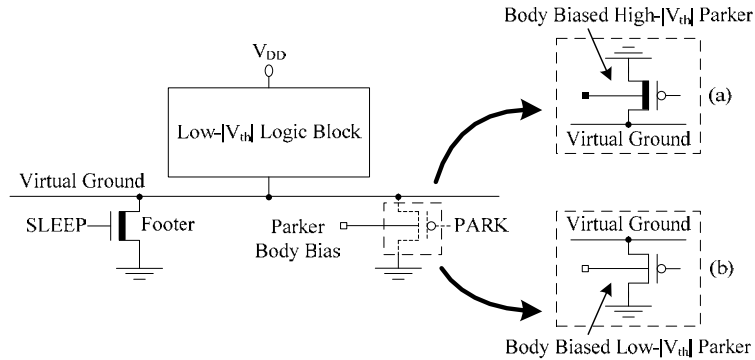 Body Biased High-|Vth| Parker
VDD
(a)
Low-|Vth| Logic Block
Virtual Ground
Virtual Ground
SLEEP
Footer
Parker
Body Bias
PARK
Virtual Ground
(b)
Body Biased Low-|Vth| Parker